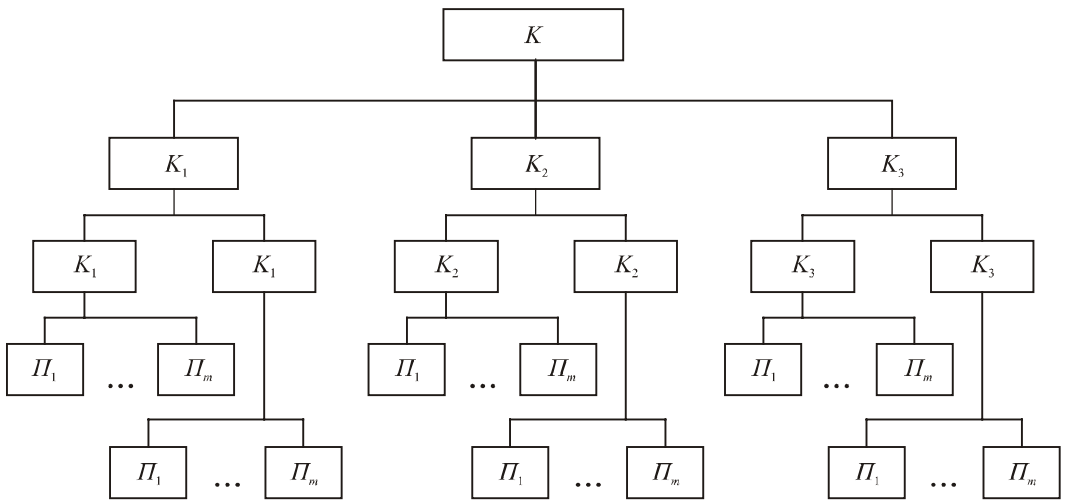 K
K₁ K₂ K₃
K₁ K₁ K₂ K₂ K₃ K₃
П₁ ... Пₘ П₁ ... Пₘ П₁ ... Пₘ
П₁ ... Пₘ П₁ ... Пₘ П₁ ... Пₘ